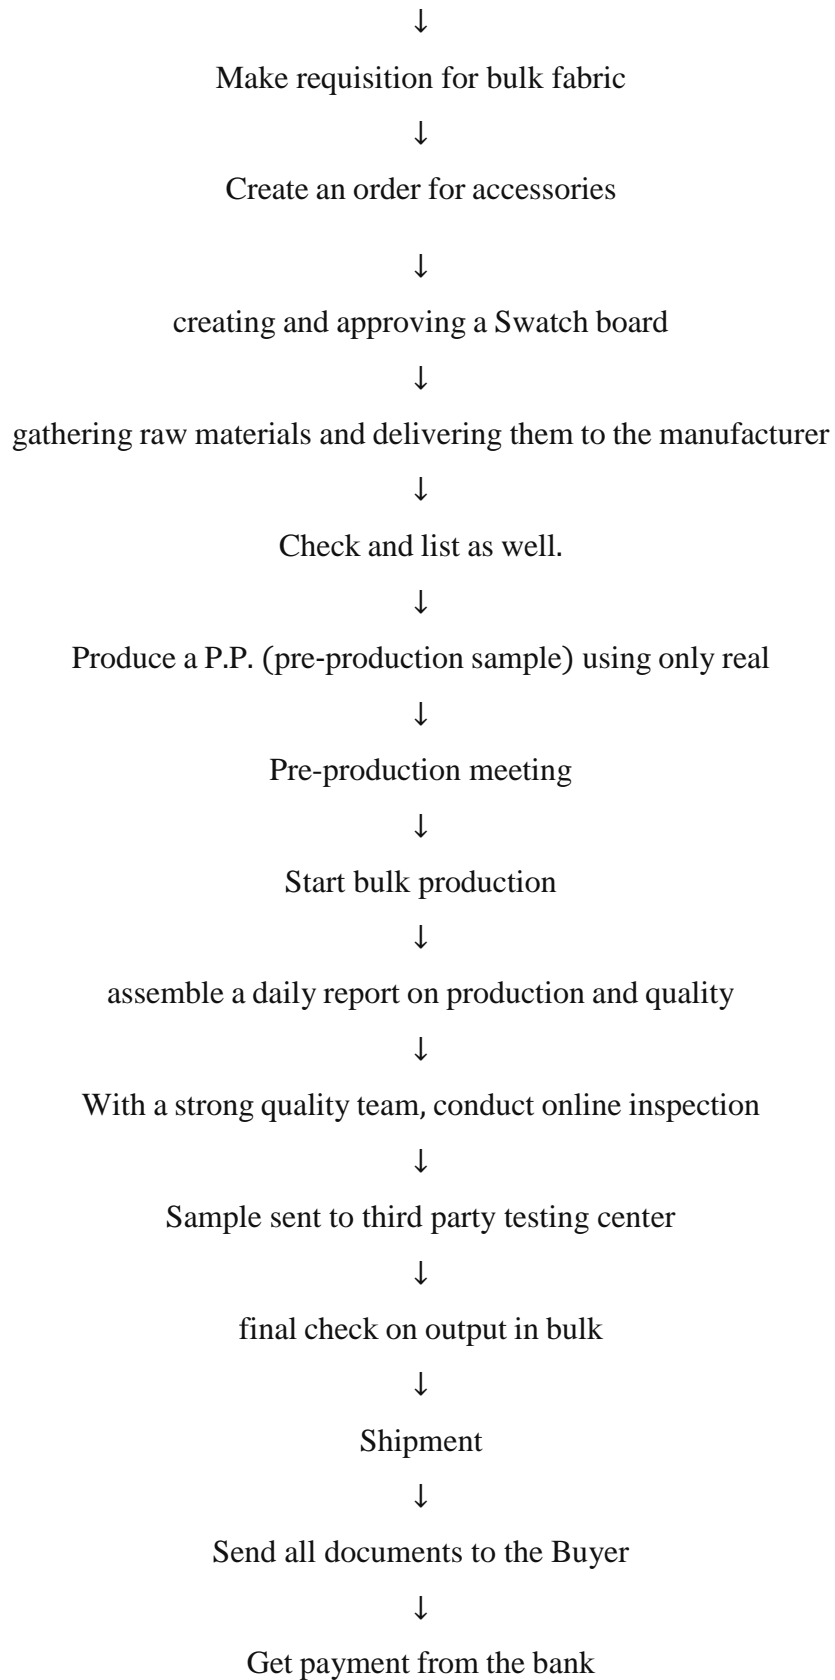 ↓
Make requisition for bulk fabric
↓
Create an order for accessories
↓
creating and approving a Swatch board
↓
gathering raw materials and delivering them to the manufacturer
↓
Check and list as well.
↓
Produce a P.P. (pre-production sample) using only real
↓
Pre-production meeting
↓
Start bulk production
↓
assemble a daily report on production and quality
↓
With a strong quality team, conduct online inspection
↓
Sample sent to third party testing center
↓
final check on output in bulk
↓
Shipment
↓
Send all documents to the Buyer
↓
Get payment from the bank